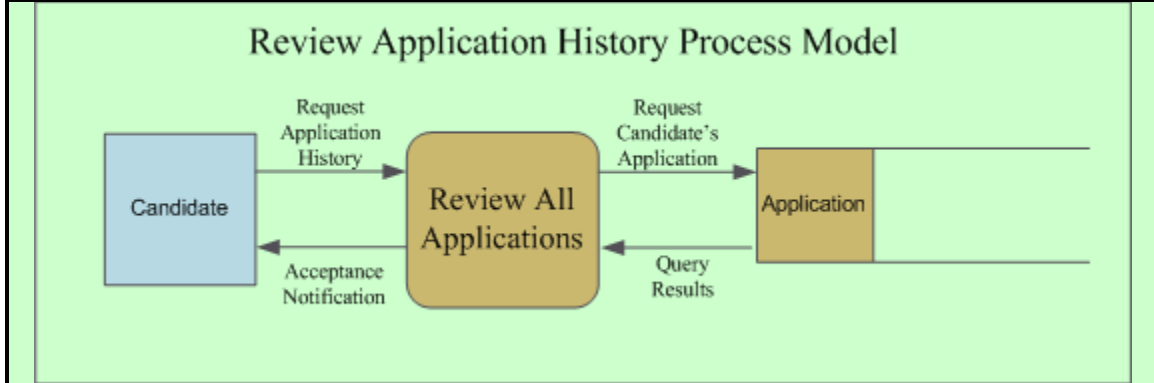 Review Application History Process Model
Request
Application
History
Request
Candidate's
Application
Candidate
Review All
Applications
Application
Acceptance
Notification
Query
Results